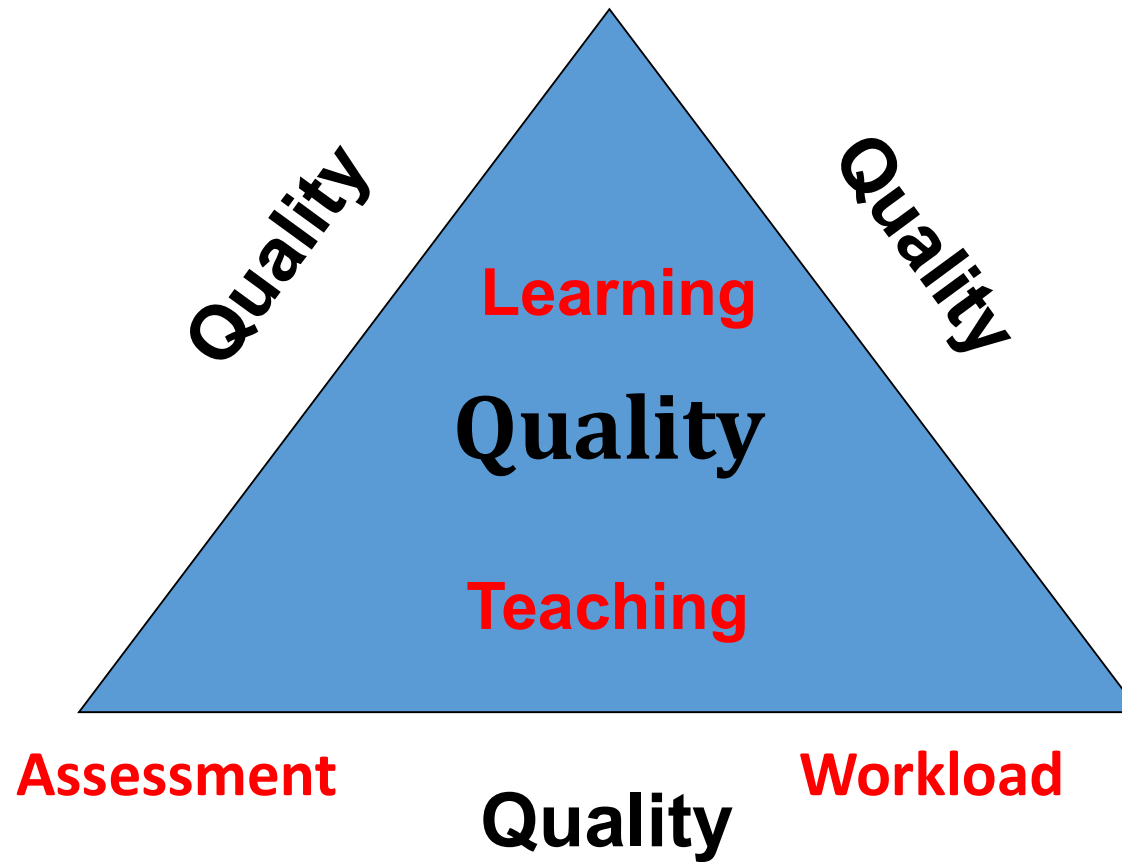 Quality
Quality
Learning
Quality
Teaching
Assessment
Workload
Quality